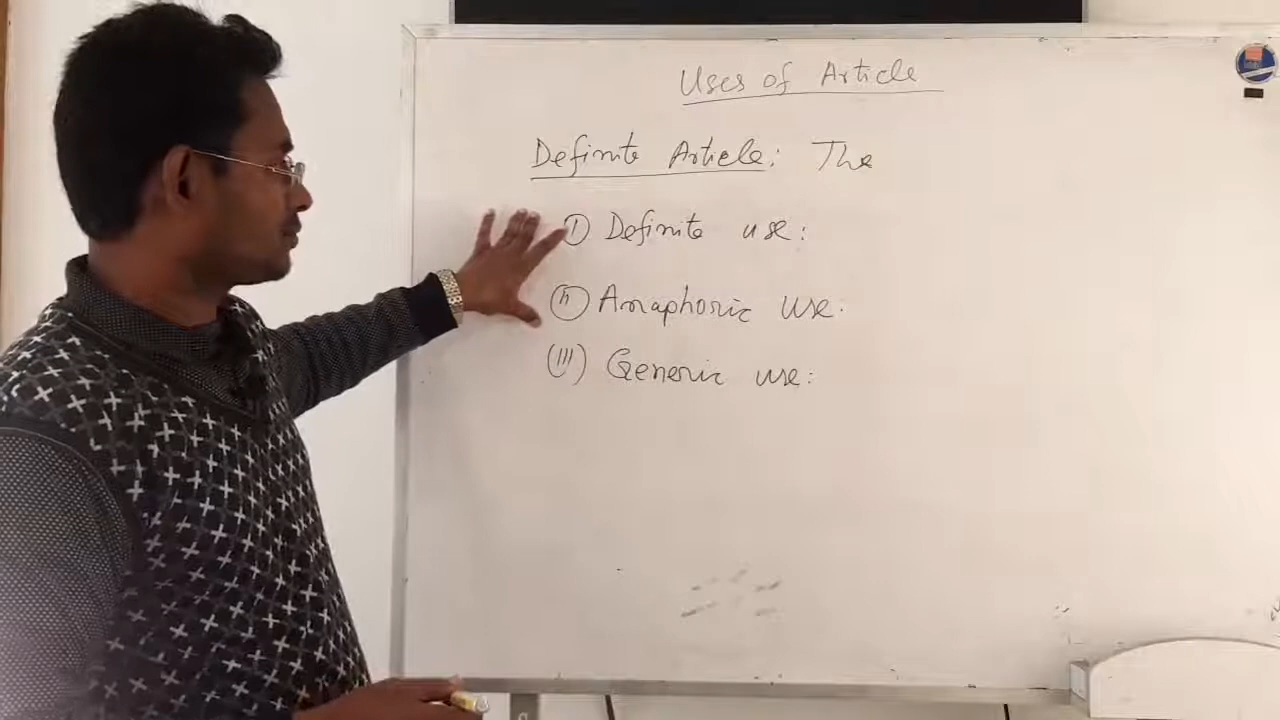 Uses of Article
Definite Article: The
(I) Definite use:
(II) Anaphoric use:
(III) Generic use: